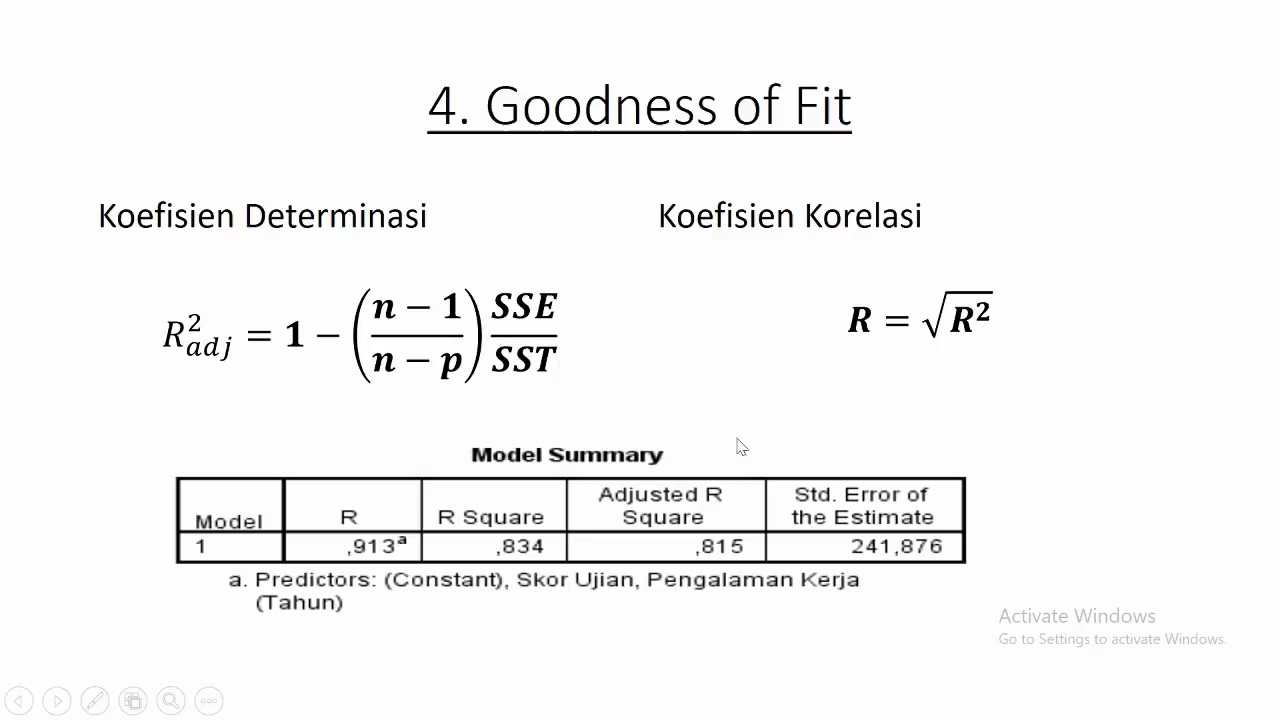 4. Goodness of Fit
Koefisien Determinasi
Koefisien Korelasi
R²adj = 1 − ((n − 1)/(n − p)) SSE/SST
R = √R²
Model Summary
Model R R Square Adjusted R Square Std. Error of the Estimate
1 ,913ᵃ ,834 ,815 241,876
a. Predictors: (Constant), Skor Ujian, Pengalaman Kerja
(Tahun)
Activate Windows
Go to Settings to activate Windows.